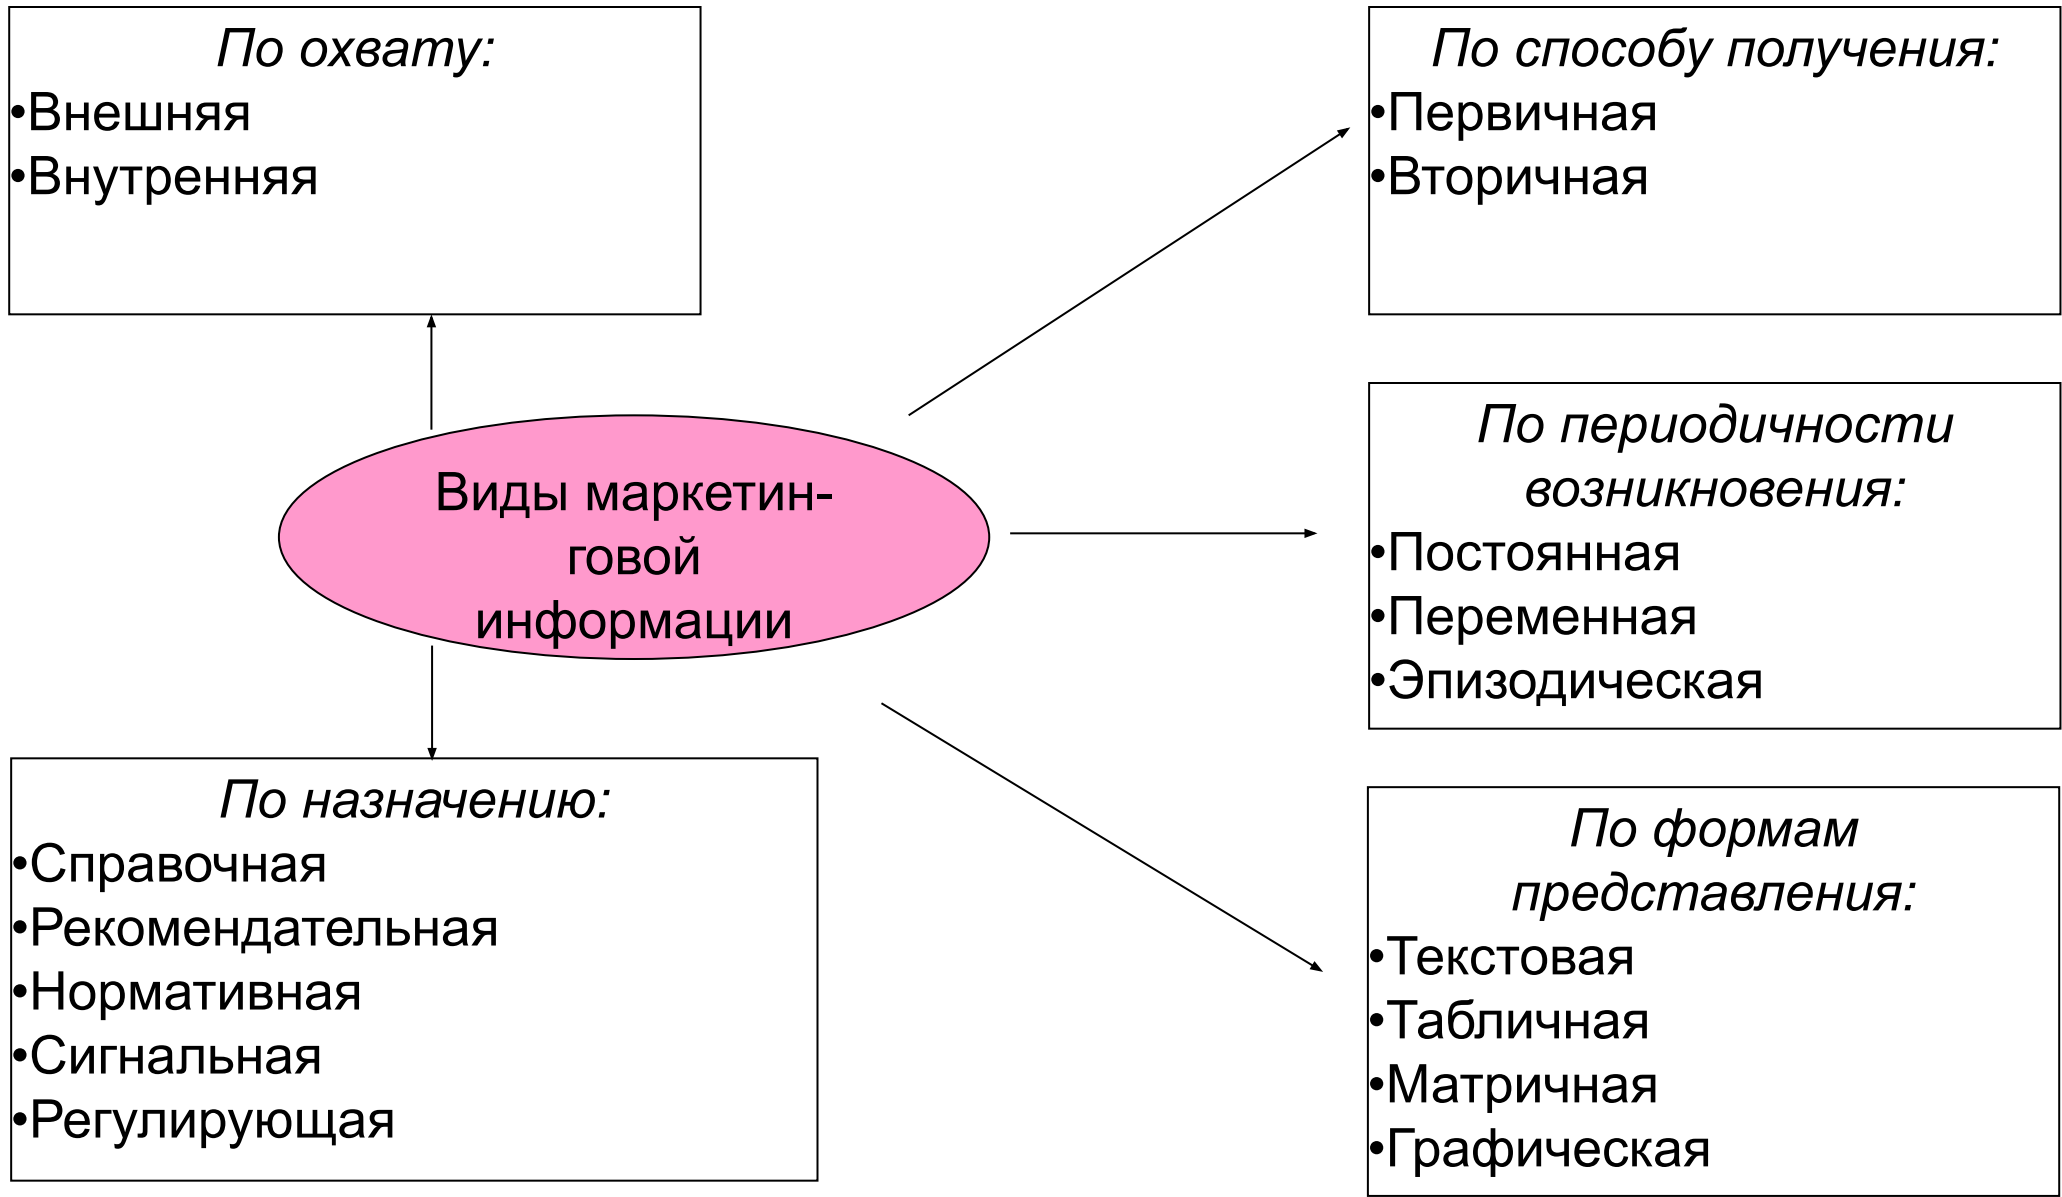 По охвату:
•Внешняя
•Внутренняя
По способу получения:
•Первичная
•Вторичная
Виды маркетин-
говой
информации
По периодичности
возникновения:
•Постоянная
•Переменная
•Эпизодическая
По назначению:
•Справочная
•Рекомендательная
•Нормативная
•Сигнальная
•Регулирующая
По формам
представления:
•Текстовая
•Табличная
•Матричная
•Графическая